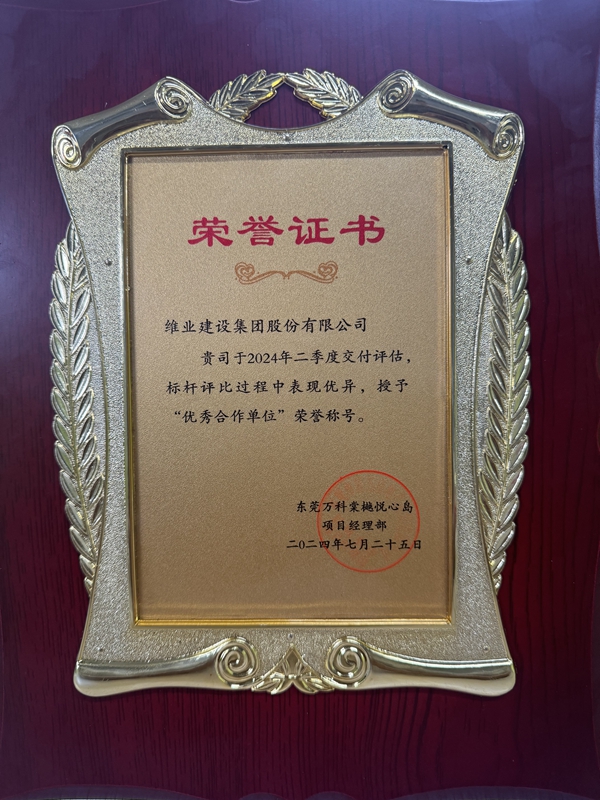 荣誉证书
维业建设集团股份有限公司
贵司于2024年二季度交付评估，
标杆评比过程中表现优异，授予
“优秀合作单位”荣誉称号。
东莞万科棠樾悦心岛
项目经理部
二0二四年七月二十五日